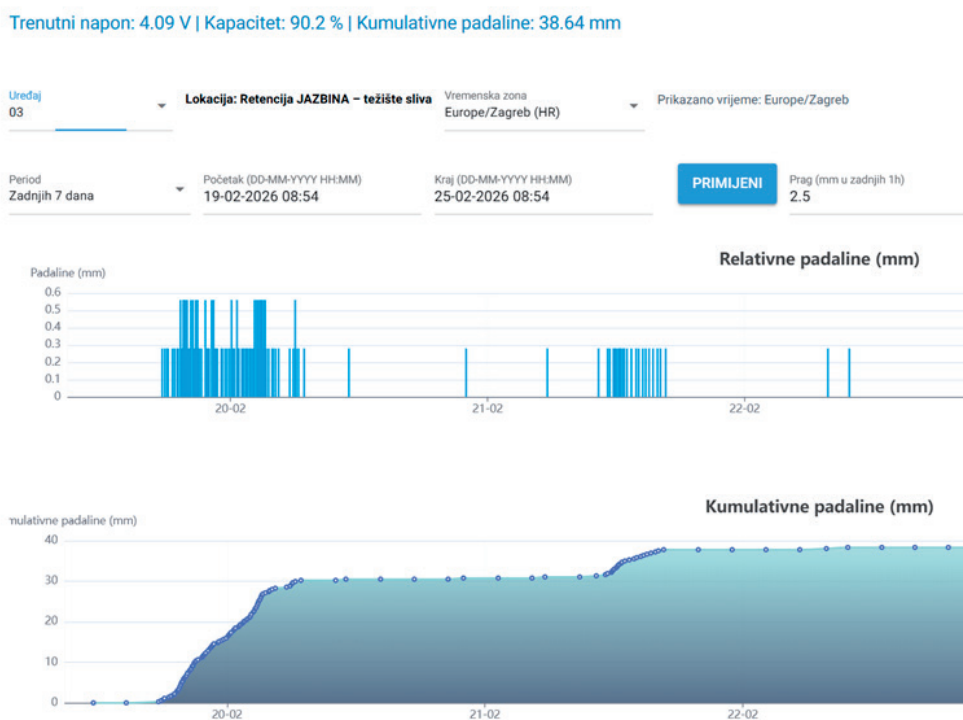 Trenutni napon: 4.09 V | Kapacitet: 90.2 % | Kumulativne padaline: 38.64 mm
Uređaj
03
Lokacija: Retencija JAZBINA – težište sliva
Vremenska zona
Europe/Zagreb (HR)
Prikazano vrijeme: Europe/Zagreb
Period
Zadnjih 7 dana
Početak (DD-MM-YYYY HH:MM)
19-02-2026 08:54
Kraj (DD-MM-YYYY HH:MM)
25-02-2026 08:54
PRIMIJENI
Prag (mm u zadnjih 1h)
2.5
Relativne padaline (mm)
Padaline (mm)
0.6
0.5
0.4
0.3
0.2
0.1
0
20-02
21-02
22-02
Kumulativne padaline (mm)
mulativne padaline (mm)
40
30
20
10
0
20-02
21-02
22-02